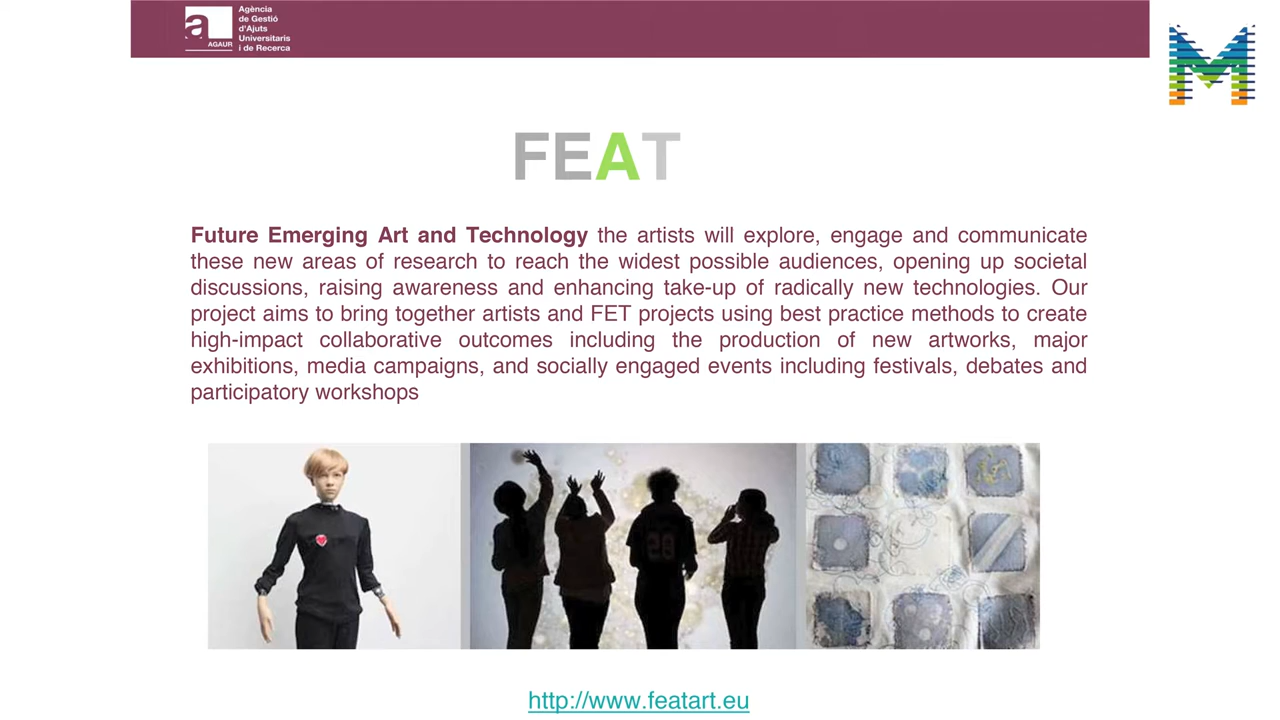 Agència
de Gestió
d'Ajuts
Universitaris
i de Recerca
a
AGAUR
M
FEAT
Future Emerging Art and Technology the artists will explore, engage and communicate
these new areas of research to reach the widest possible audiences, opening up societal
discussions, raising awareness and enhancing take-up of radically new technologies. Our
project aims to bring together artists and FET projects using best practice methods to create
high-impact collaborative outcomes including the production of new artworks, major
exhibitions, media campaigns, and socially engaged events including festivals, debates and
participatory workshops
28
http://www.featart.eu